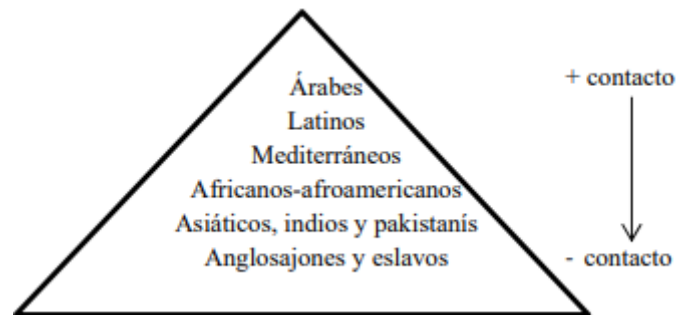 Árabes
Latinos
Mediterráneos
Africanos-afroamericanos
Asiáticos, indios y pakistanís
Anglosajones y eslavos
+ contacto
- contacto